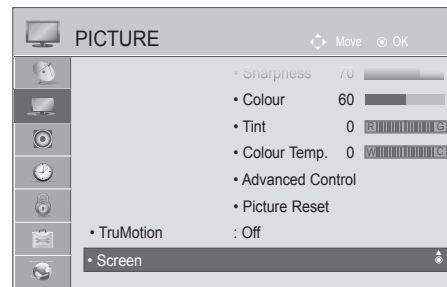 PICTURE Move OK
• Sharpness 70
• Colour 60
• Tint 0 R G
• Colour Temp. 0 W C
• Advanced Control
• Picture Reset
• TruMotion : Off
• Screen